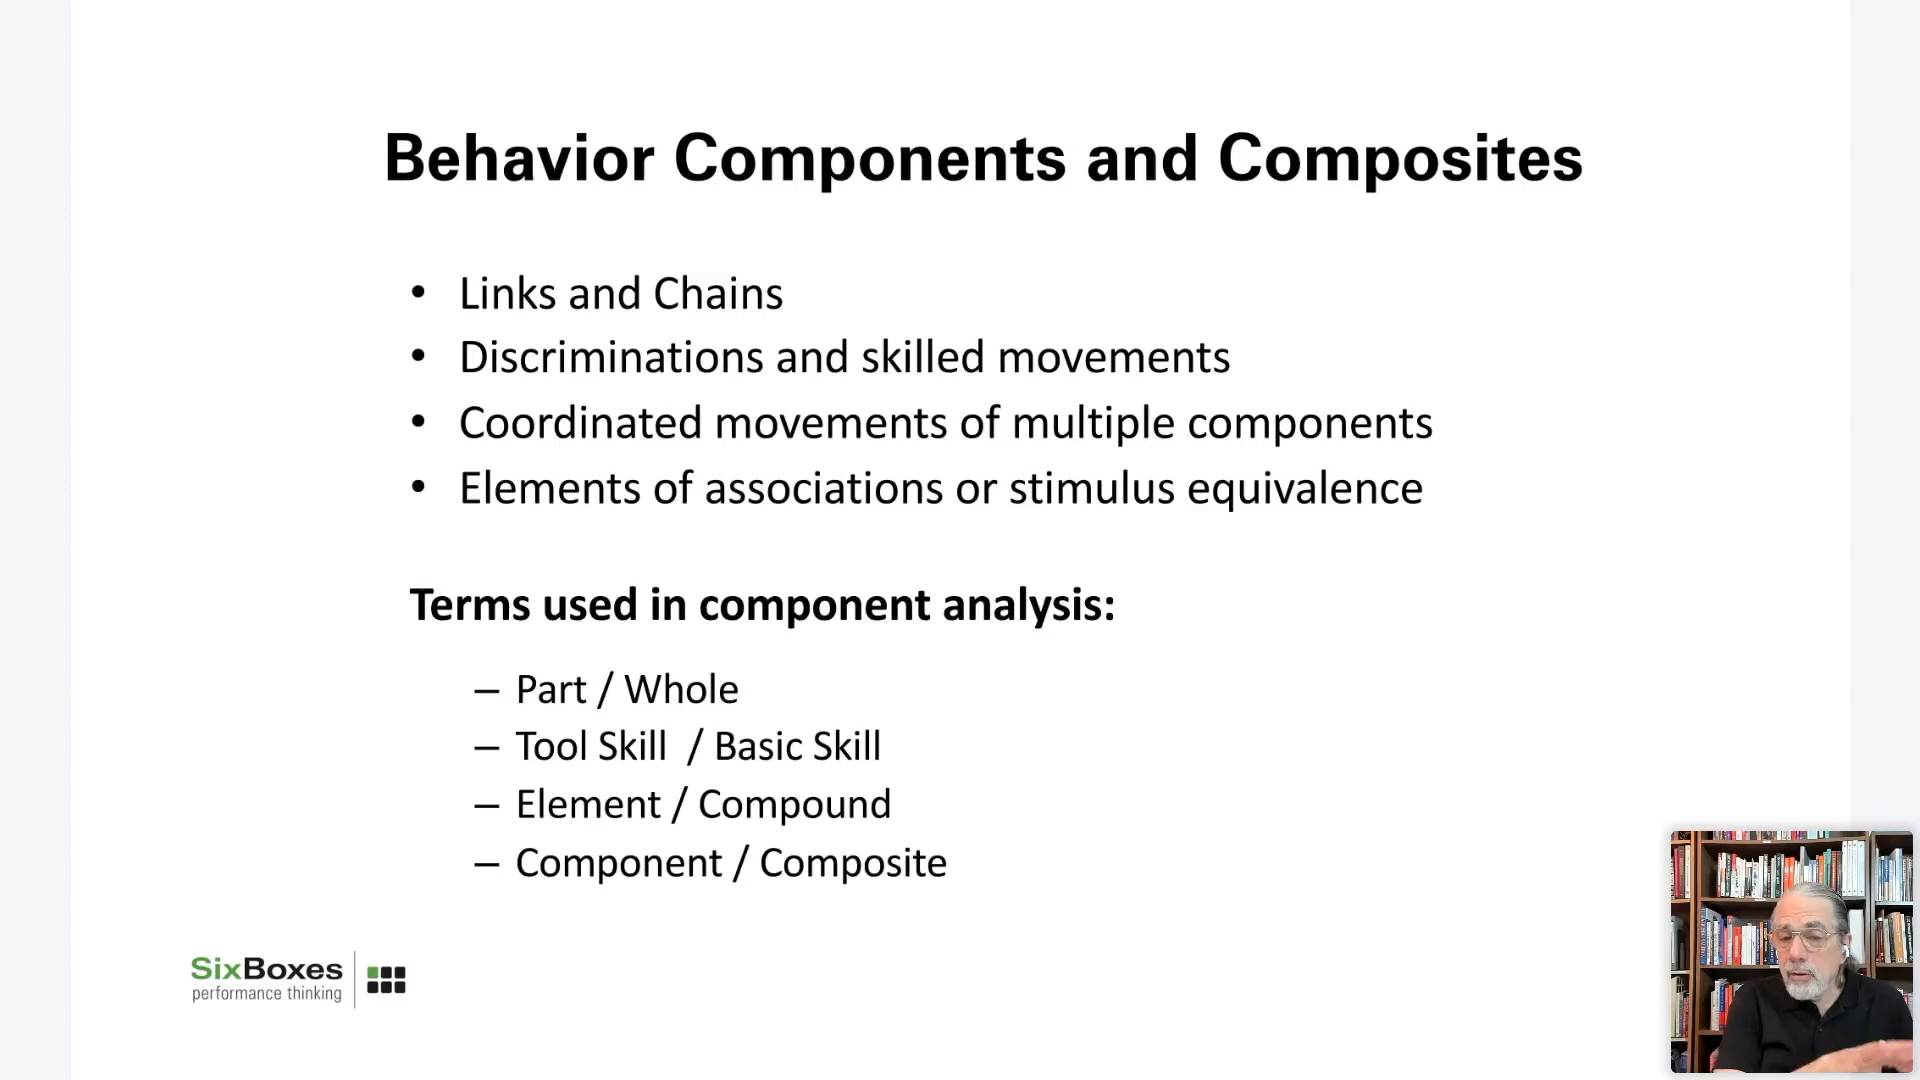 Behavior Components and Composites
• Links and Chains
• Discriminations and skilled movements
• Coordinated movements of multiple components
• Elements of associations or stimulus equivalence
Terms used in component analysis:
– Part / Whole
– Tool Skill / Basic Skill
– Element / Compound
– Component / Composite
SixBoxes
performance thinking